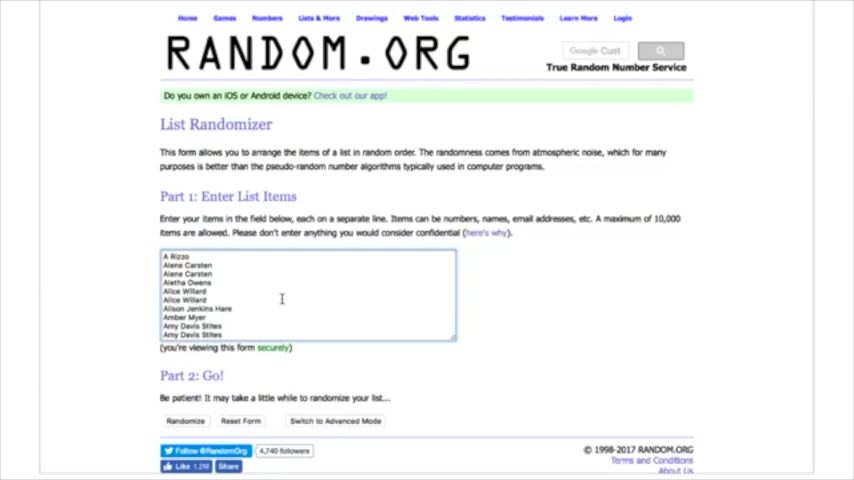 Home Games Numbers Lists & More Drawings Web Tools Statistics Testimonials Learn More Login
RANDOM.ORG
Google Cust
True Random Number Service
Do you own an iOS or Android device? Check out our app!
List Randomizer
This form allows you to arrange the items of a list in random order. The randomness comes from atmospheric noise, which for many
purposes is better than the pseudo-random number algorithms typically used in computer programs.
Part 1: Enter List Items
Enter your items in the field below, each on a separate line. Items can be numbers, names, email addresses, etc. A maximum of 10,000
items are allowed. Please don't enter anything you would consider confidential (here's why).
A Rizzo
Alene Carsten
Alene Carsten
Aletha Owens
Alice Willard
Alice Willard
Alison Jenkins Hare
Amber Myer
Amy Davis Stites
Amy Davis Stites
(you're viewing this form securely)
Part 2: Go!
Be patient! It may take a little while to randomize your list...
Randomize Reset Form Switch to Advanced Mode
Follow @RandomOrg 4,740 followers
Like 1.2M Share
© 1998-2017 RANDOM.ORG
Terms and Conditions
About Us